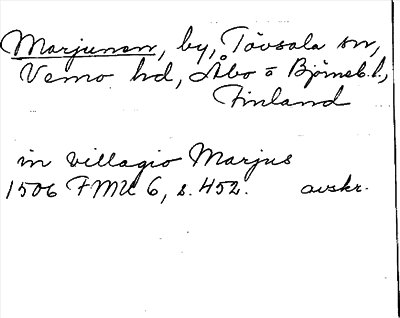 Marjunen, by, Tövsala sn,
Vemo hd, Åbo o Björneb. l,
Finland
in villagio Marjus
1506 FMU 6, s. 452. avskr.